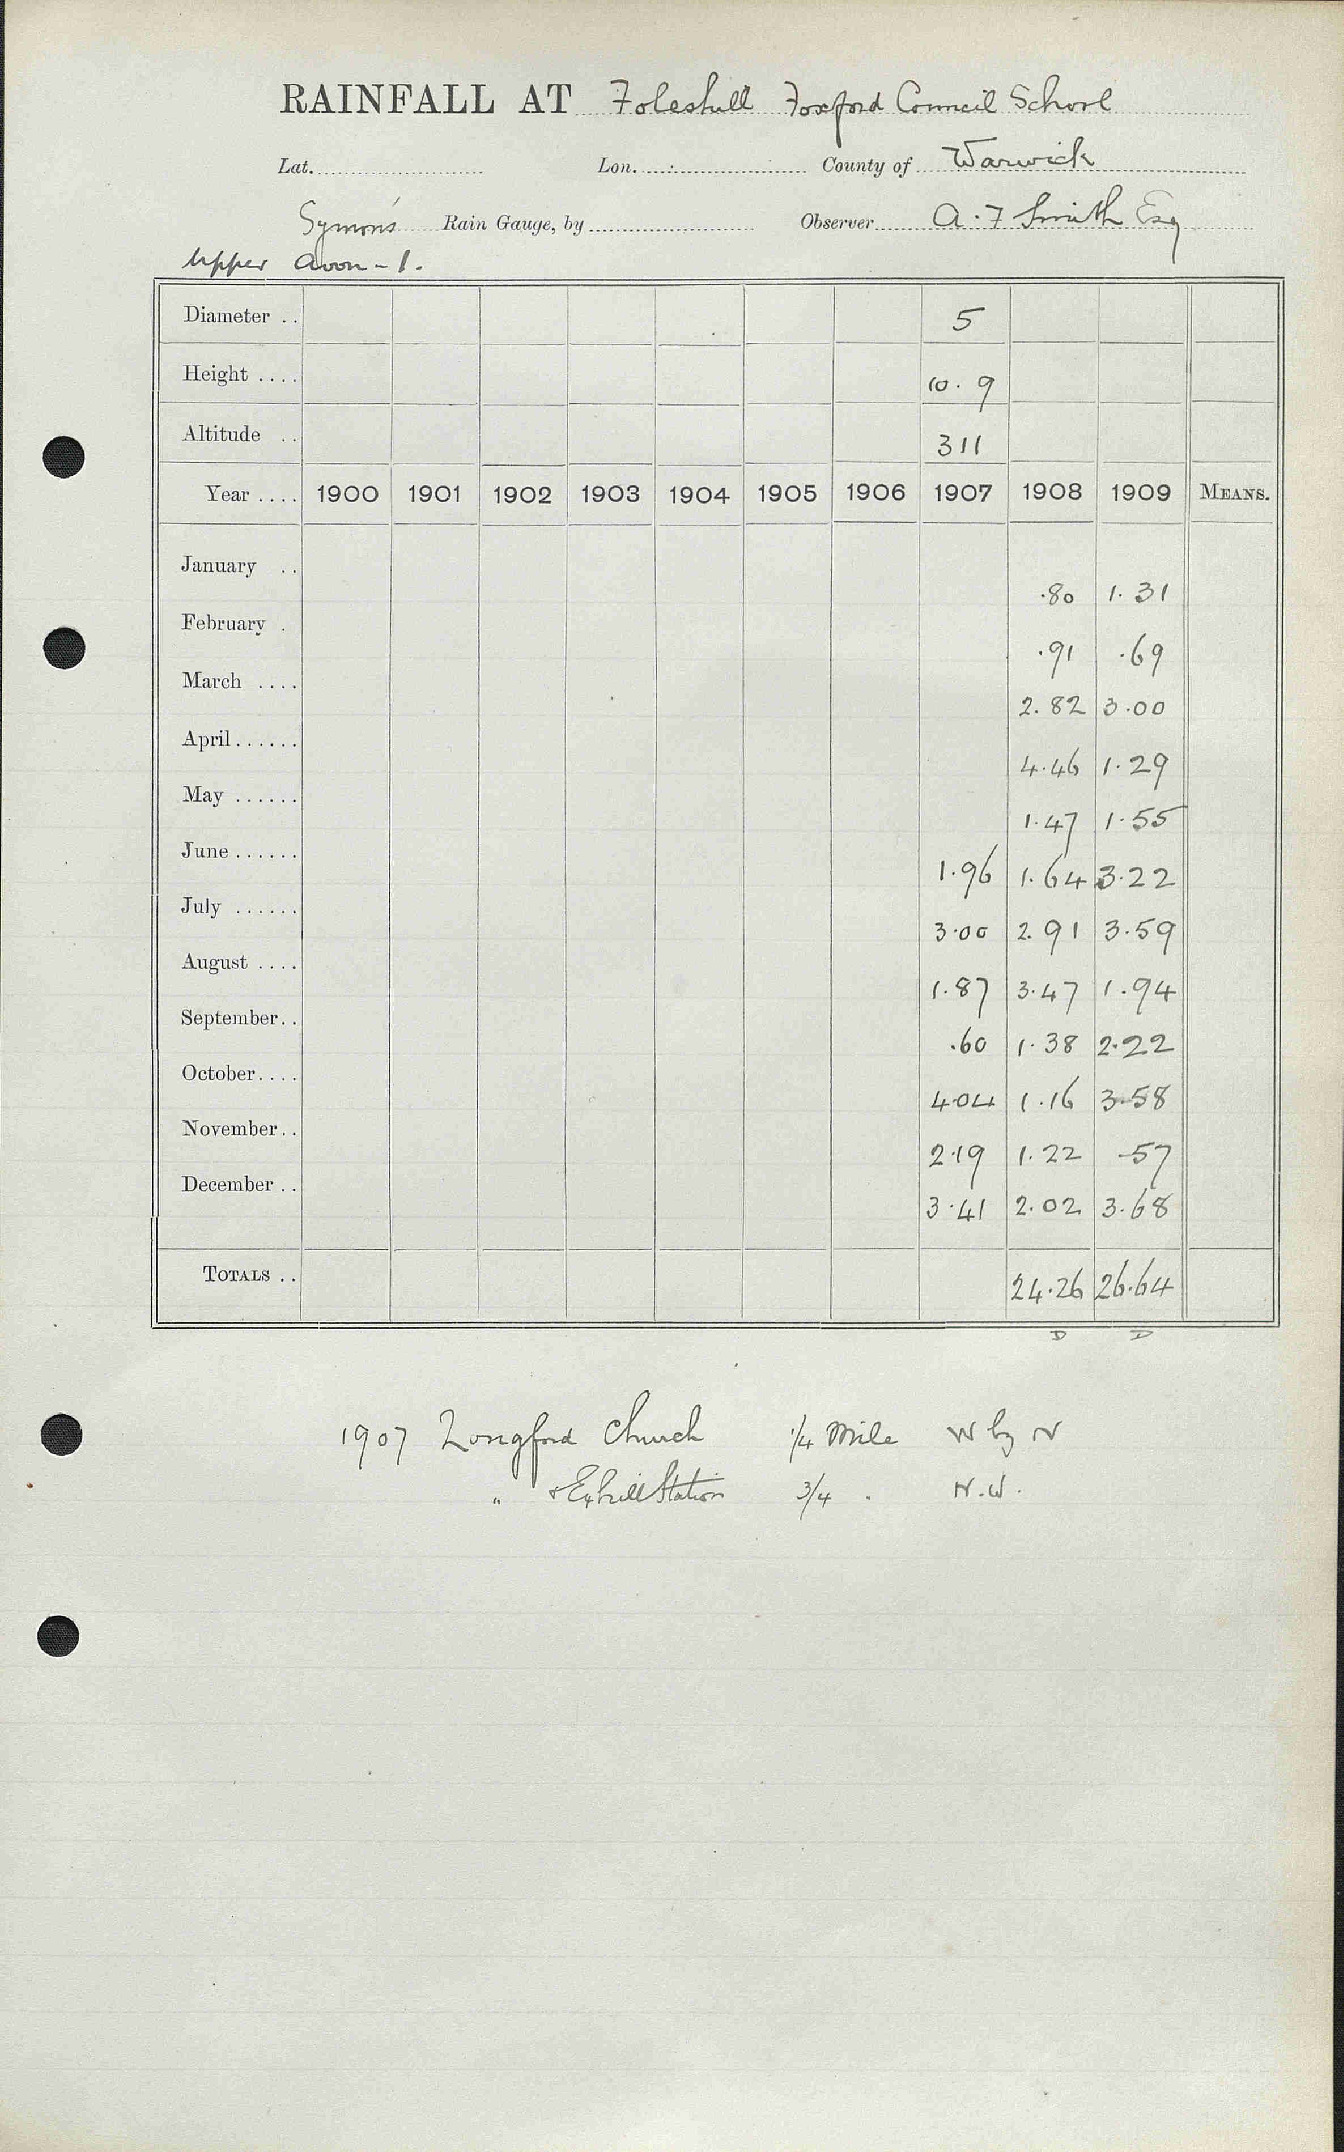 RAINFALL AT Foleshill Foxford Council School
Lat. Lon. County of Warwick
Symons Rain Gauge, by Observer A. F Smith Esq
Upper Avon - 1.
Diameter .. 5
Height .... 10. 9
Altitude .. 311
Year .... 1900 1901 1902 1903 1904 1905 1906 1907 1908 1909 MEANS.
January .. .80 1.31
February . .91 .69
March .... 2.82 3.00
April...... 4.46 1.29
May ...... 1.47 1.55
June ...... 1.96 1.64 3.22
July ...... 3.00 2.91 3.59
August .... 1.87 3.47 1.94
September.. .60 1.38 2.22
October.... 4.04 1.16 3.58
November.. 2.19 1.22 .57
December .. 3.41 2.02 3.68
TOTALS .. 24.26 26.64
D D
1907 Longford Church 1/4 Mile W by N
" Exhill Station 3/4 . N.W.